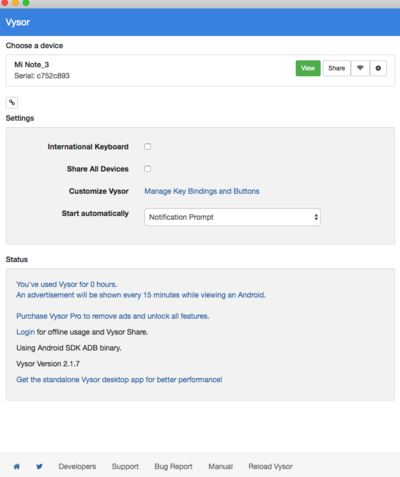 Vysor
Choose a device
Mi Note_3
Serial: c752c893
View
Share
Settings
International Keyboard
Share All Devices
Customize Vysor
Manage Key Bindings and Buttons
Start automatically
Notification Prompt
Status
You've used Vysor for 0 hours.
An advertisement will be shown every 15 minutes while viewing an Android.
Purchase Vysor Pro to remove ads and unlock all features.
Login for offline usage and Vysor Share.
Using Android SDK ADB binary.
Vysor Version 2.1.7
Get the standalone Vysor desktop app for better performance!
Developers
Support
Bug Report
Manual
Reload Vysor